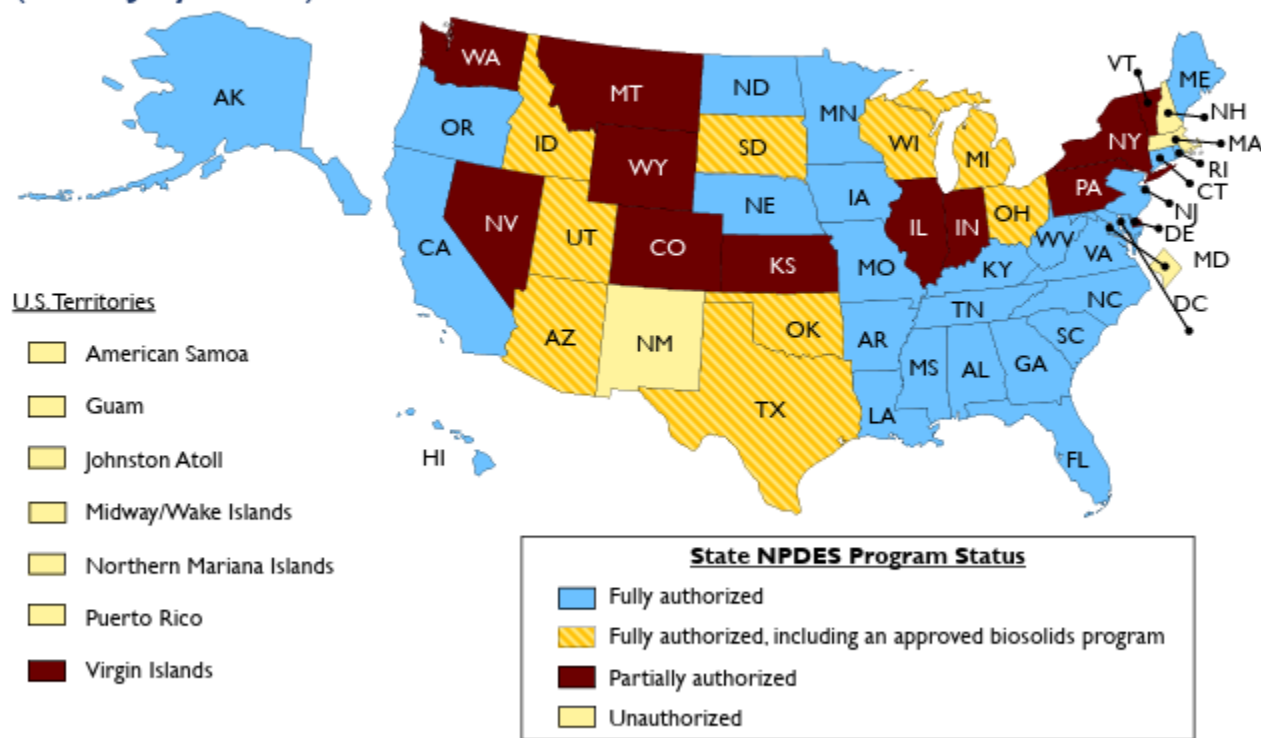 AK
WA
MT
ND
MN
VT
ME
OR
ID
SD
WI
MI
NY
NH
MA
WY
RI
CT
NE
IA
PA
NJ
NV
UT
CO
IL
IN
OH
DE
CA
KS
MO
KY
WV
VA
MD
DC
U.S. Territories
AZ
NM
OK
AR
TN
NC
SC
American Samoa
MS
AL
GA
Guam
TX
LA
HI
FL
Johnston Atoll
Midway/Wake Islands
Northern Mariana Islands
Puerto Rico
Virgin Islands
State NPDES Program Status
Fully authorized
Fully authorized, including an approved biosolids program
Partially authorized
Unauthorized